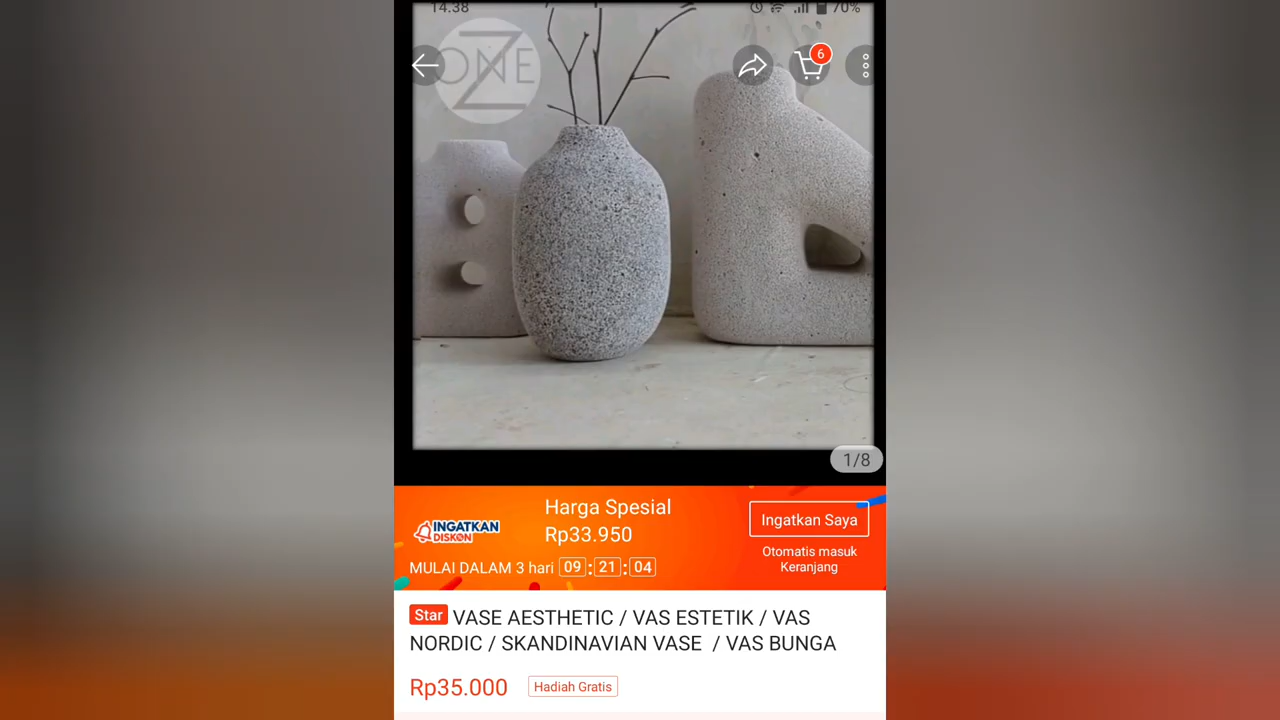 14.38
70%
ONE
Z
6
1/8
INGATKAN
DISKON
Harga Spesial
Rp33.950
MULAI DALAM 3 hari 09:21:04
Ingatkan Saya
Otomatis masuk
Keranjang
Star VASE AESTHETIC / VAS ESTETIK / VAS
NORDIC / SKANDINAVIAN VASE / VAS BUNGA
Rp35.000
Hadiah Gratis